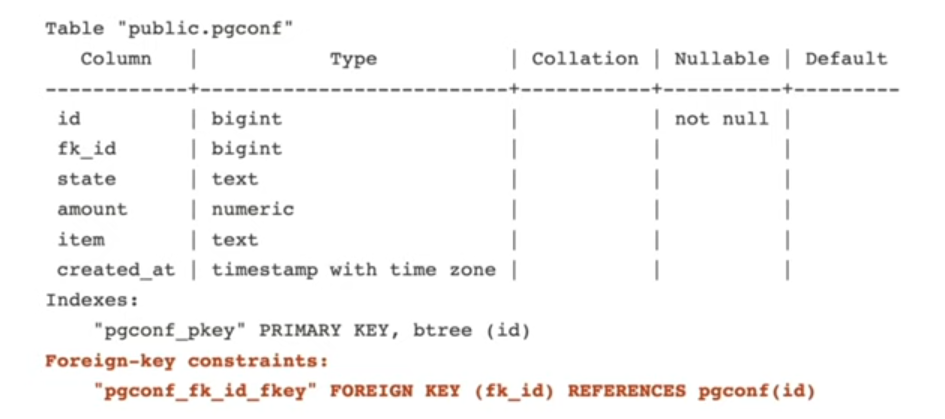 Table "public.pgconf"
   Column   |           Type           | Collation | Nullable | Default
------------+--------------------------+-----------+----------+---------
 id         | bigint                   |           | not null |
 fk_id      | bigint                   |           |          |
 state      | text                     |           |          |
 amount     | numeric                  |           |          |
 item       | text                     |           |          |
 created_at | timestamp with time zone |           |          |
Indexes:
    "pgconf_pkey" PRIMARY KEY, btree (id)
Foreign-key constraints:
    "pgconf_fk_id_fkey" FOREIGN KEY (fk_id) REFERENCES pgconf(id)